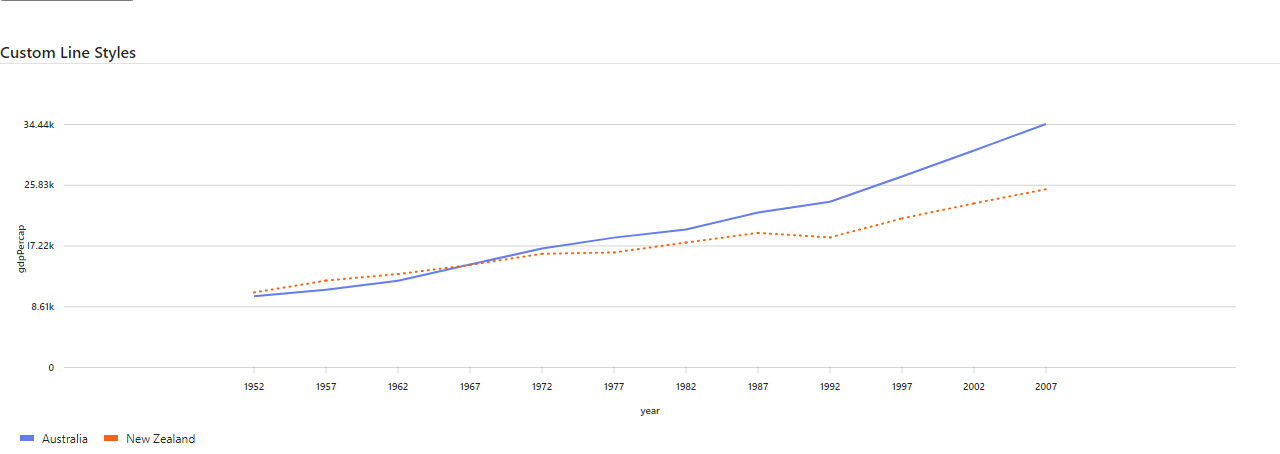 Custom Line Styles
34.44k
25.83k
17.22k
8.61k
0
gdpPercap
1952 1957 1962 1967 1972 1977 1982 1987 1992 1997 2002 2007
year
Australia New Zealand